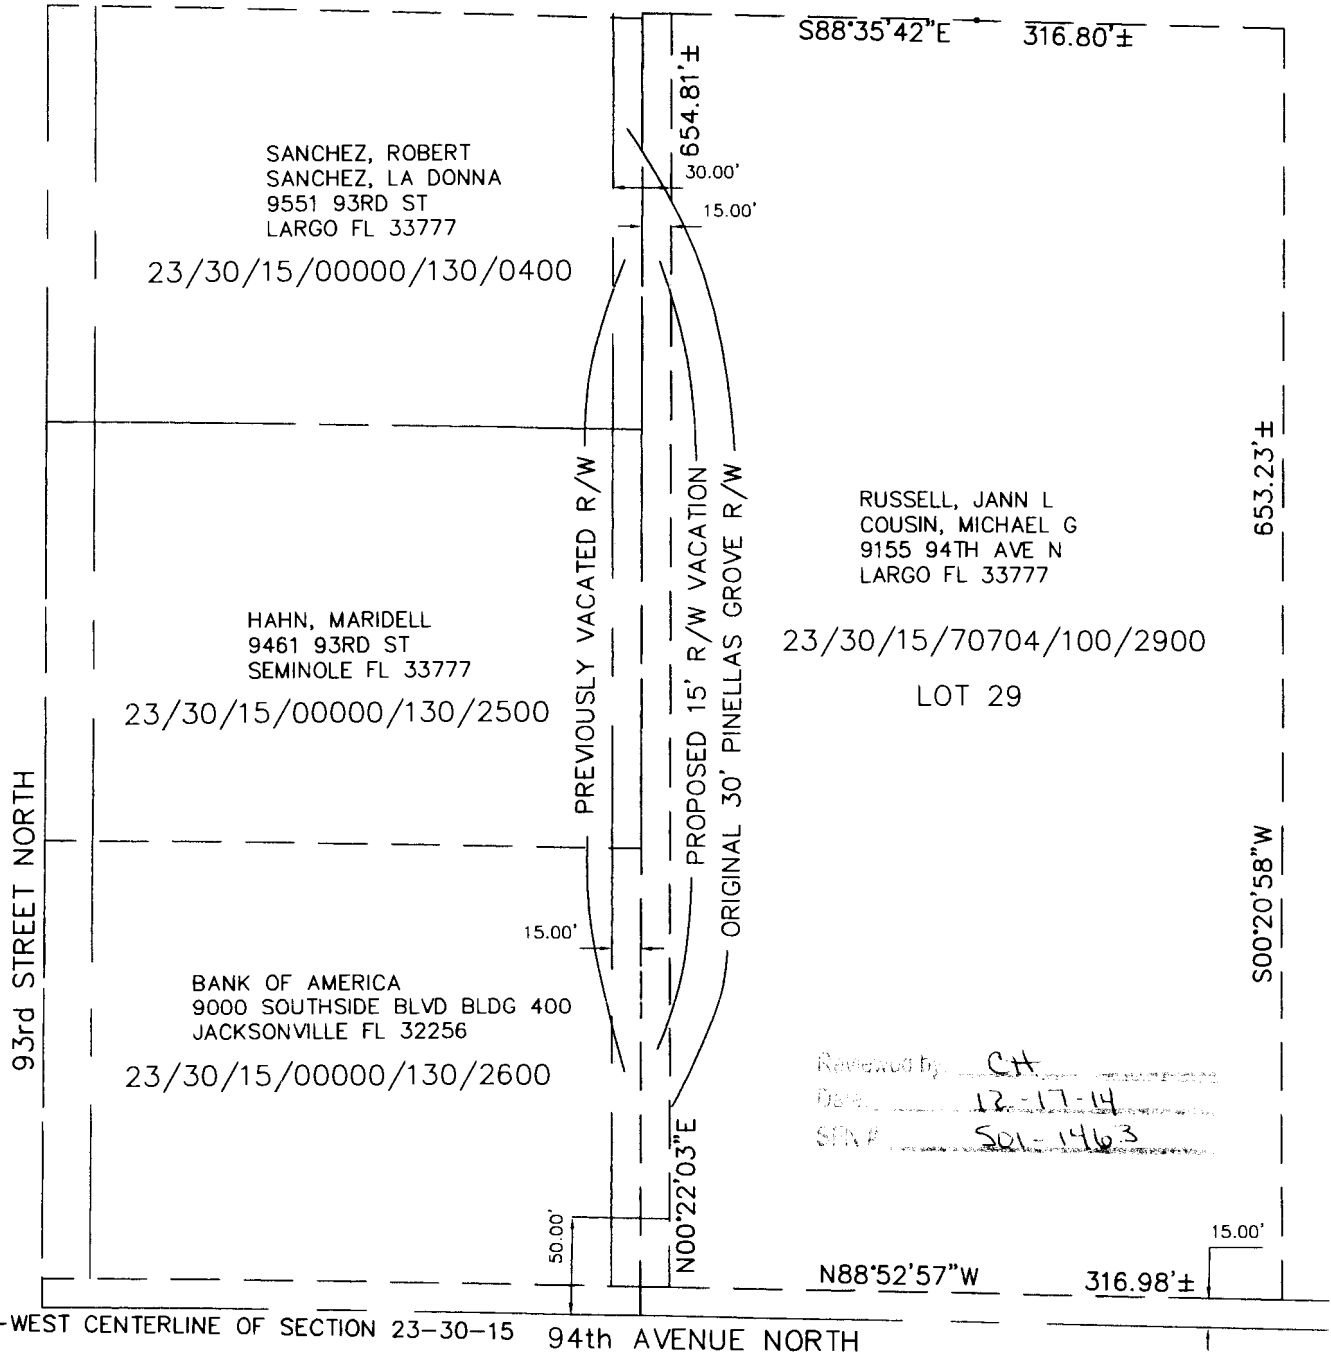 S88°35'42"E 316.80'±
654.81'±
30.00'
15.00'
SANCHEZ, ROBERT
SANCHEZ, LA DONNA
9551 93RD ST
LARGO FL 33777
23/30/15/00000/130/0400
PREVIOUSLY VACATED R/W
PROPOSED 15' R/W VACATION
ORIGINAL 30' PINELLAS GROVE R/W
653.23'±
RUSSELL, JANN L
COUSIN, MICHAEL G
9155 94TH AVE N
LARGO FL 33777
23/30/15/70704/100/2900
LOT 29
HAHN, MARIDELL
9461 93RD ST
SEMINOLE FL 33777
23/30/15/00000/130/2500
93rd STREET NORTH
S00°20'58"W
15.00'
BANK OF AMERICA
9000 SOUTHSIDE BLVD BLDG 400
JACKSONVILLE FL 32256
23/30/15/00000/130/2600
Reviewed by: CH
Date 12-17-14
SFN# 501-1463
N00°22'03"E
50.00'
15.00'
N88°52'57"W 316.98'±
-WEST CENTERLINE OF SECTION 23-30-15
94th AVENUE NORTH